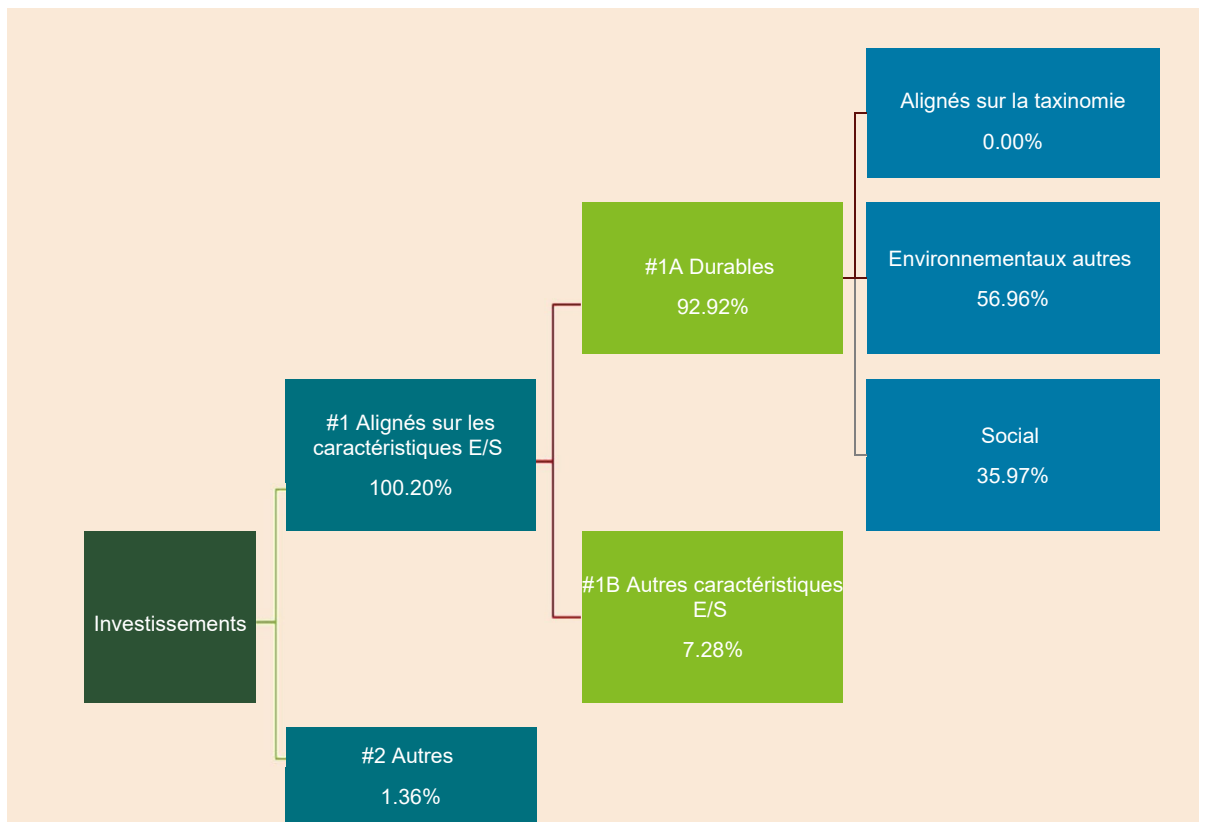 Alignés sur la taxinomie
0.00%
#1A Durables
92.92%
Environnementaux autres
56.96%
#1 Alignés sur les
caractéristiques E/S
100.20%
Social
35.97%
Investissements
#1B Autres caractéristiques
E/S
7.28%
#2 Autres
1.36%